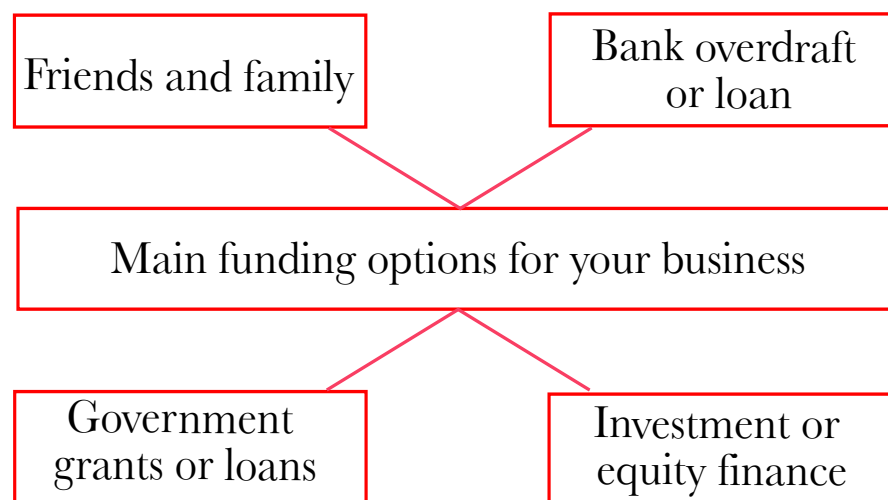 Friends and family
Bank overdraft
or loan
Main funding options for your business
Government
grants or loans
Investment or
equity finance